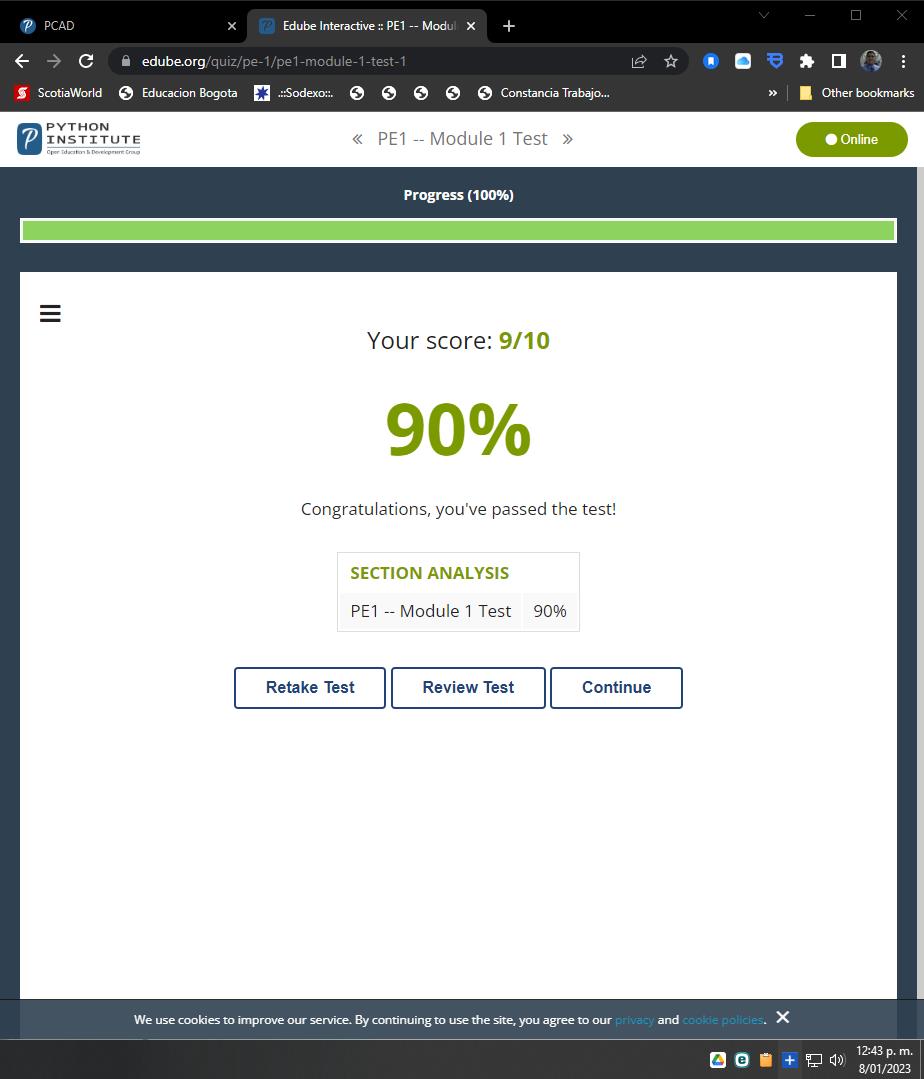 PCAD
Edube Interactive :: PE1 -- Modul
edube.org/quiz/pe-1/pe1-module-1-test-1
ScotiaWorld
Educacion Bogota
.::Sodexo::.
Constancia Trabajo...
»
Other bookmarks
PYTHON
INSTITUTE
Open Education & Development Group
« PE1 -- Module 1 Test »
Online
Progress (100%)
Your score: 9/10
90%
Congratulations, you've passed the test!
SECTION ANALYSIS
PE1 -- Module 1 Test 90%
Retake Test
Review Test
Continue
We use cookies to improve our service. By continuing to use the site, you agree to our privacy and cookie policies.
12:43 p. m.
8/01/2023